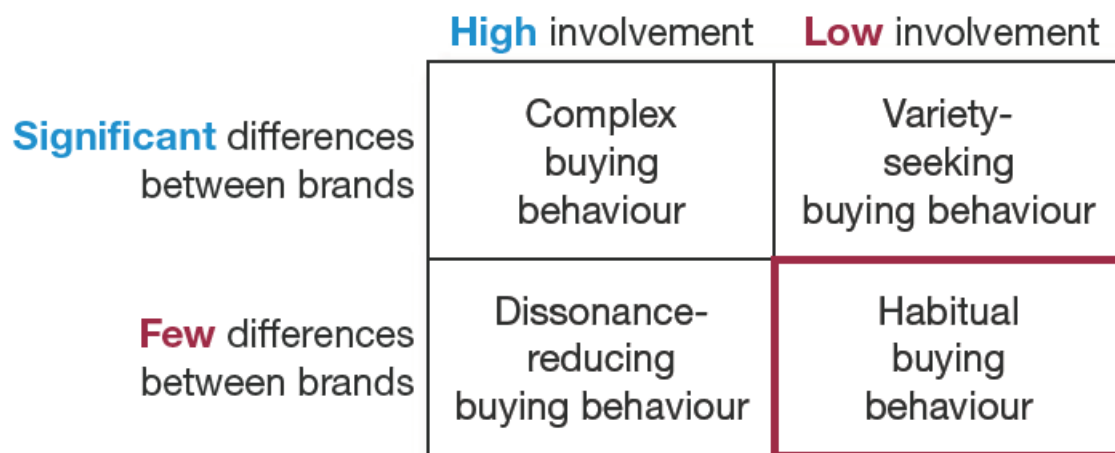 High involvement Low involvement
Significant differences
between brands
Complex
buying
behaviour
Variety-
seeking
buying behaviour
Few differences
between brands
Dissonance-
reducing
buying behaviour
Habitual
buying
behaviour